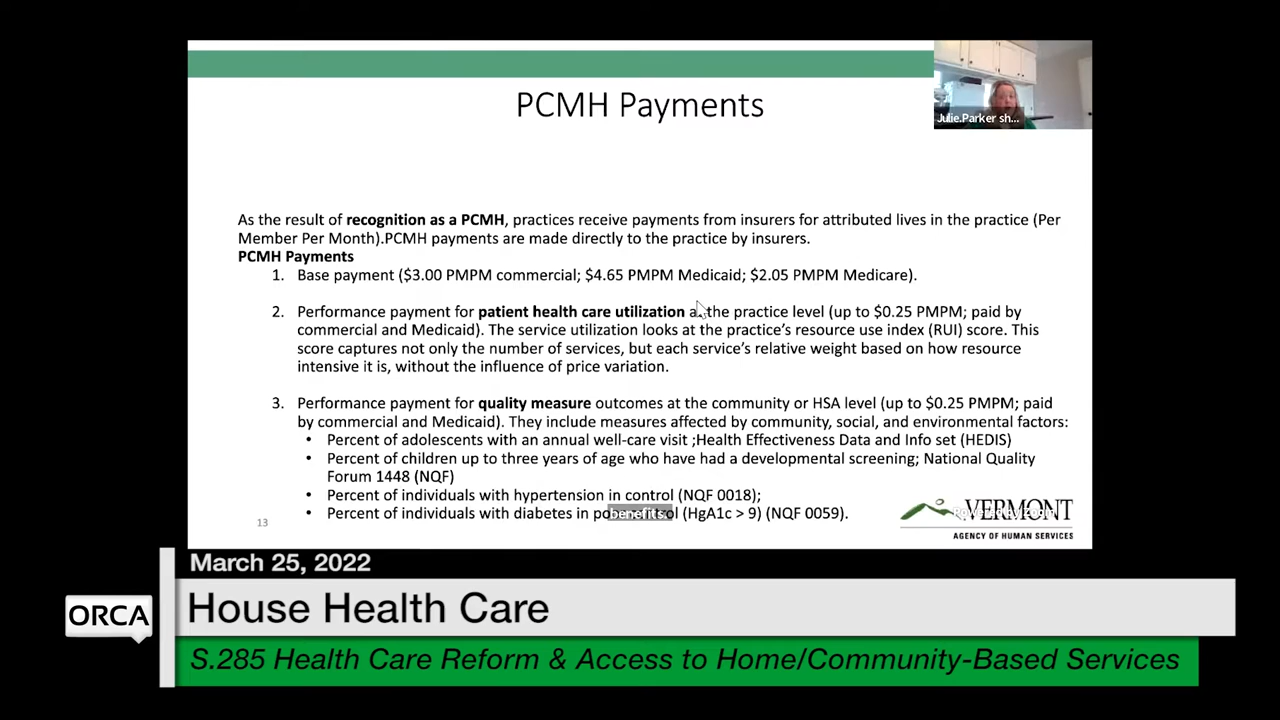 PCMH Payments
Julie.Parker sh...
As the result of recognition as a PCMH, practices receive payments from insurers for attributed lives in the practice (Per
Member Per Month).PCMH payments are made directly to the practice by insurers.
PCMH Payments
1. Base payment ($3.00 PMPM commercial; $4.65 PMPM Medicaid; $2.05 PMPM Medicare).
2. Performance payment for patient health care utilization at the practice level (up to $0.25 PMPM; paid by
commercial and Medicaid). The service utilization looks at the practice's resource use index (RUI) score. This
score captures not only the number of services, but each service's relative weight based on how resource
intensive it is, without the influence of price variation.
3. Performance payment for quality measure outcomes at the community or HSA level (up to $0.25 PMPM; paid
by commercial and Medicaid). They include measures affected by community, social, and environmental factors:
• Percent of adolescents with an annual well-care visit ;Health Effectiveness Data and Info set (HEDIS)
• Percent of children up to three years of age who have had a developmental screening; National Quality
Forum 1448 (NQF)
• Percent of individuals with hypertension in control (NQF 0018);
• Percent of individuals with diabetes in poor control (HgA1c > 9) (NQF 0059).
benefits.
13
VERMONT
Powered by Zoom
AGENCY OF HUMAN SERVICES
March 25, 2022
ORCA
House Health Care
S.285 Health Care Reform & Access to Home/Community-Based Services